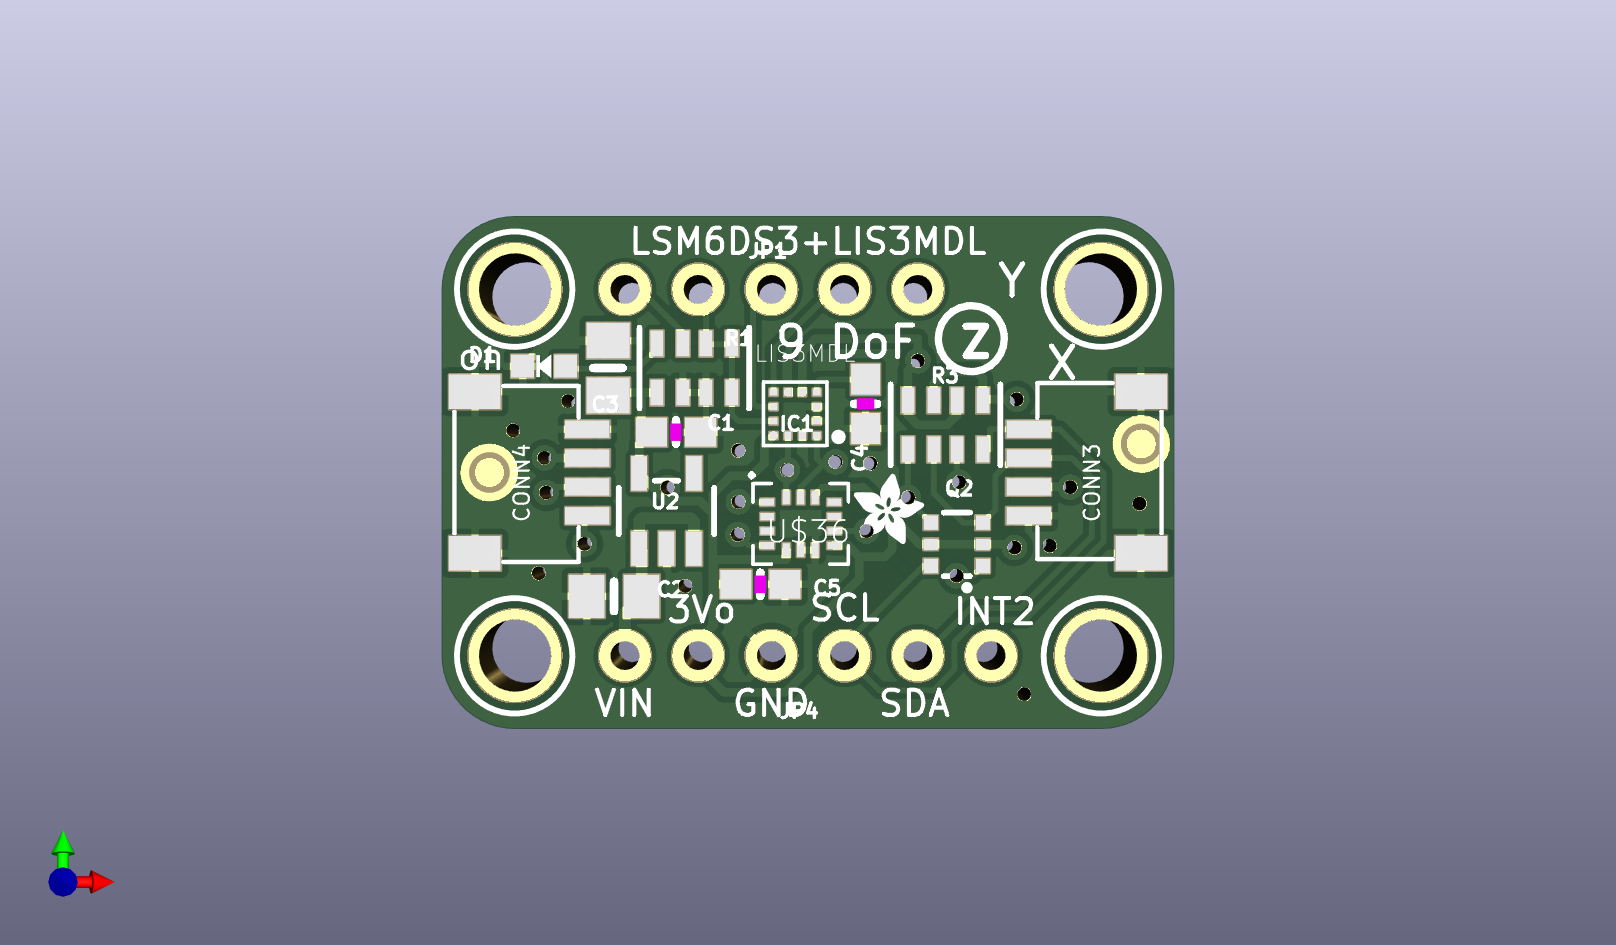 LSM6DS3+LIS3MDL
JP1
Y
9 DoF
Z
R1
LIS3MDL
D1
on
X
R3
C3
C1
IC1
C4
CONN4
CONN3
Q2
U2
U$36
C2
C5
3Vo
SCL
INT2
VIN
GND
SDA
JP4